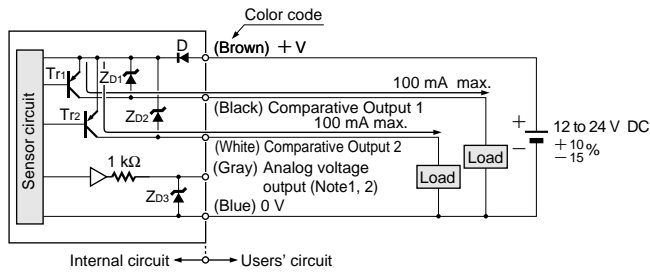 Color code
D
(Brown) +V
Tr1
ZD1
100 mA max.
(Black) Comparative Output 1
Tr2
ZD2
100 mA max.
(White) Comparative Output 2
Sensor circuit
1 kΩ
(Gray) Analog voltage
output (Note1, 2)
ZD3
(Blue) 0 V
Load
Load
+
−
12 to 24 V DC
+10
−15 %
Internal circuit
Users' circuit